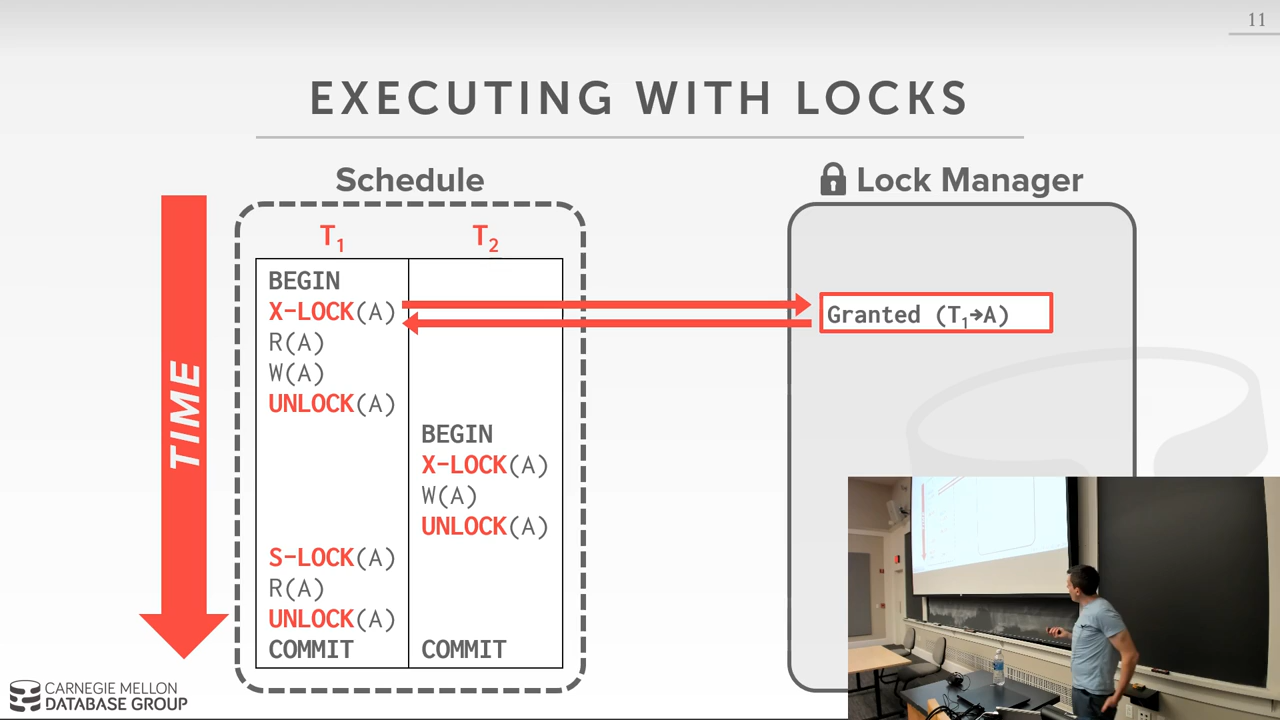 11
EXECUTING WITH LOCKS
Schedule
Lock Manager
TIME
T1
T2
BEGIN
X-LOCK(A)
Granted (T1→A)
R(A)
W(A)
UNLOCK(A)
BEGIN
X-LOCK(A)
W(A)
UNLOCK(A)
S-LOCK(A)
R(A)
UNLOCK(A)
COMMIT
COMMIT
CARNEGIE MELLON
DATABASE GROUP